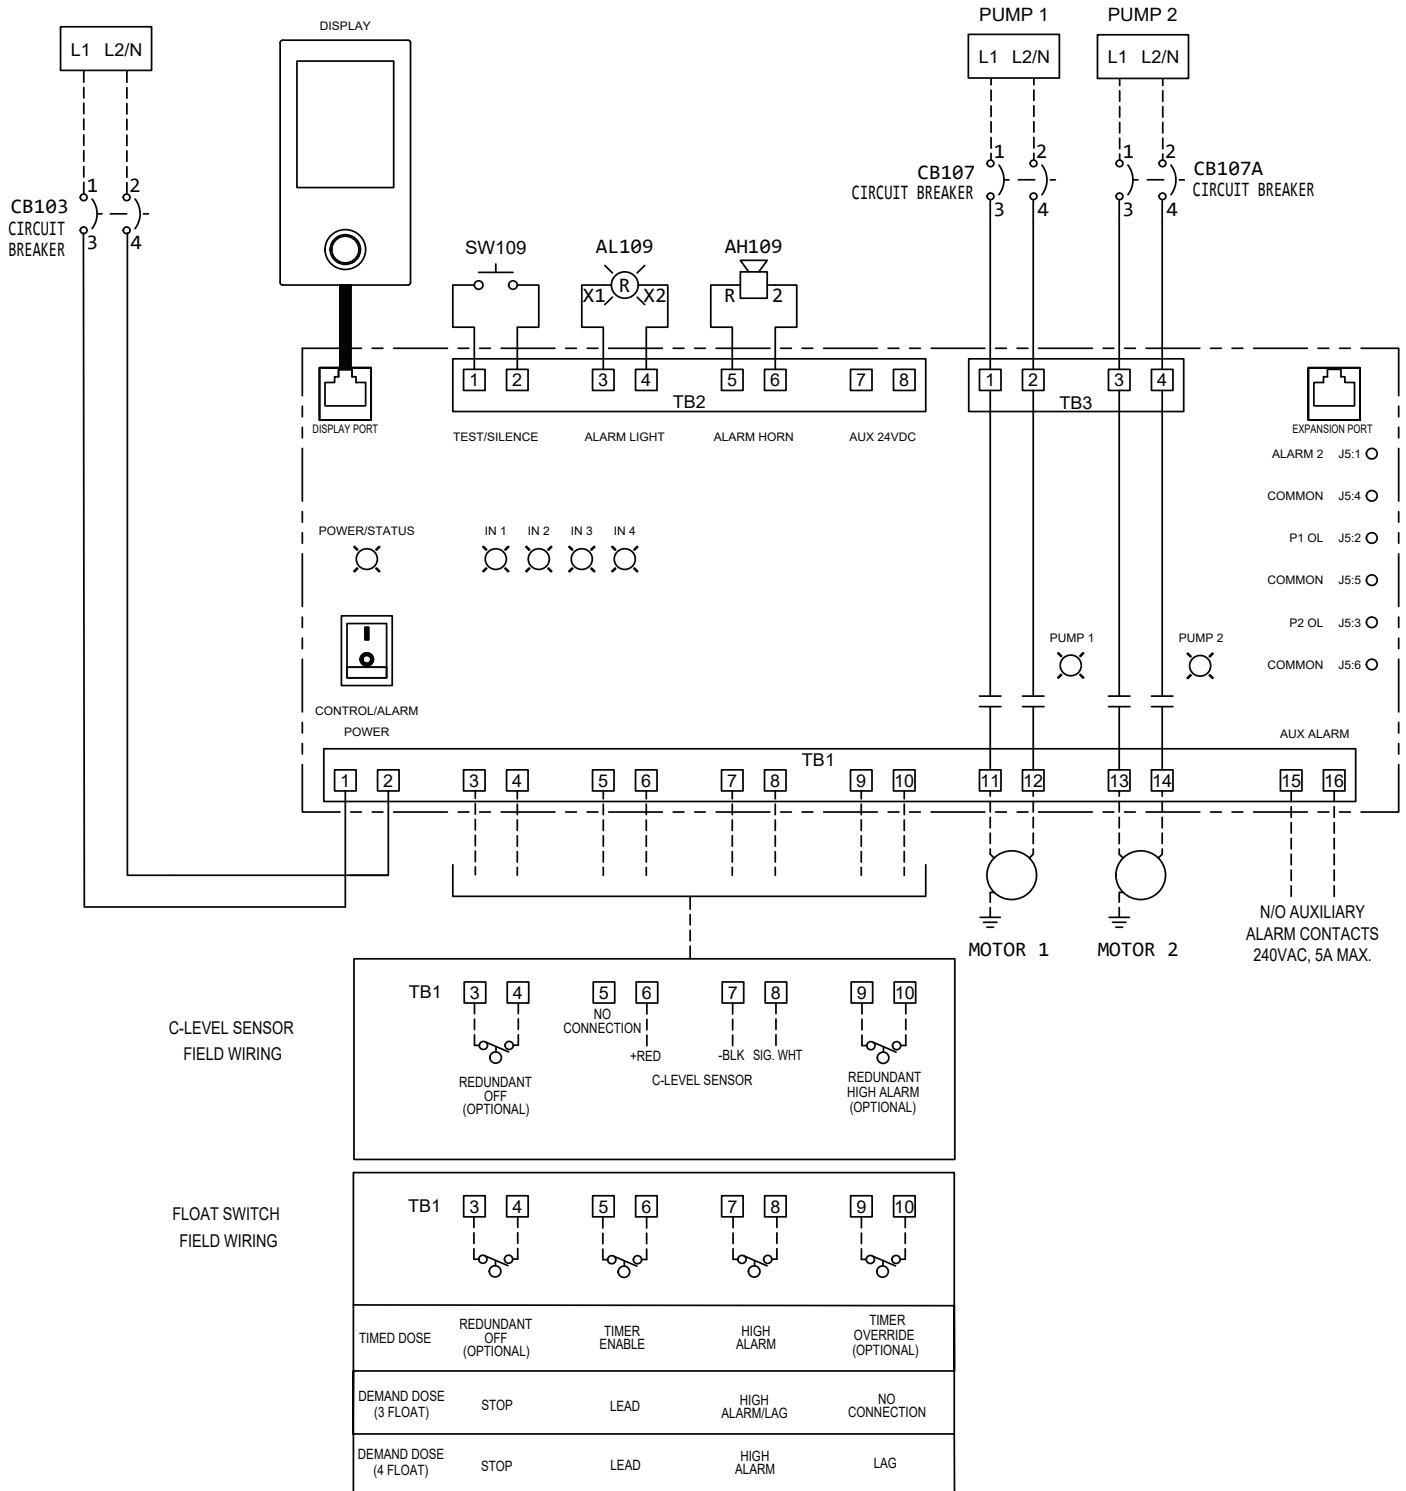 PUMP 1 PUMP 2
DISPLAY
L1 L2/N
L1 L2/N
L1 L2/N
1 2
CB103
CIRCUIT
BREAKER
3 4
1 2
CB107
CIRCUIT BREAKER
3 4
1 2
CB107A
CIRCUIT BREAKER
3 4
SW109
AL109
X1 R X2
AH109
R 2
1 2 3 4 5 6 7 8
TB2
1 2 3 4
TB3
DISPLAY PORT
TEST/SILENCE
ALARM LIGHT
ALARM HORN
AUX 24VDC
EXPANSION PORT
ALARM 2 J5:1
COMMON J5:4
P1 OL J5:2
COMMON J5:5
P2 OL J5:3
COMMON J5:6
POWER/STATUS
IN 1 IN 2 IN 3 IN 4
PUMP 1
PUMP 2
CONTROL/ALARM
POWER
AUX ALARM
TB1
1 2 3 4 5 6 7 8 9 10 11 12 13 14 15 16
MOTOR 1
MOTOR 2
N/O AUXILIARY
ALARM CONTACTS
240VAC, 5A MAX.
C-LEVEL SENSOR
FIELD WIRING
TB1 3 4 5 6 7 8 9 10
NO
CONNECTION
+RED
-BLK SIG. WHT
C-LEVEL SENSOR
REDUNDANT
OFF
(OPTIONAL)
REDUNDANT
HIGH ALARM
(OPTIONAL)
FLOAT SWITCH
FIELD WIRING
TB1 3 4 5 6 7 8 9 10
TIMED DOSE
REDUNDANT
OFF
(OPTIONAL)
TIMER
ENABLE
HIGH
ALARM
TIMER
OVERRIDE
(OPTIONAL)
DEMAND DOSE
(3 FLOAT)
STOP
LEAD
HIGH
ALARM/LAG
NO
CONNECTION
DEMAND DOSE
(4 FLOAT)
STOP
LEAD
HIGH
ALARM
LAG